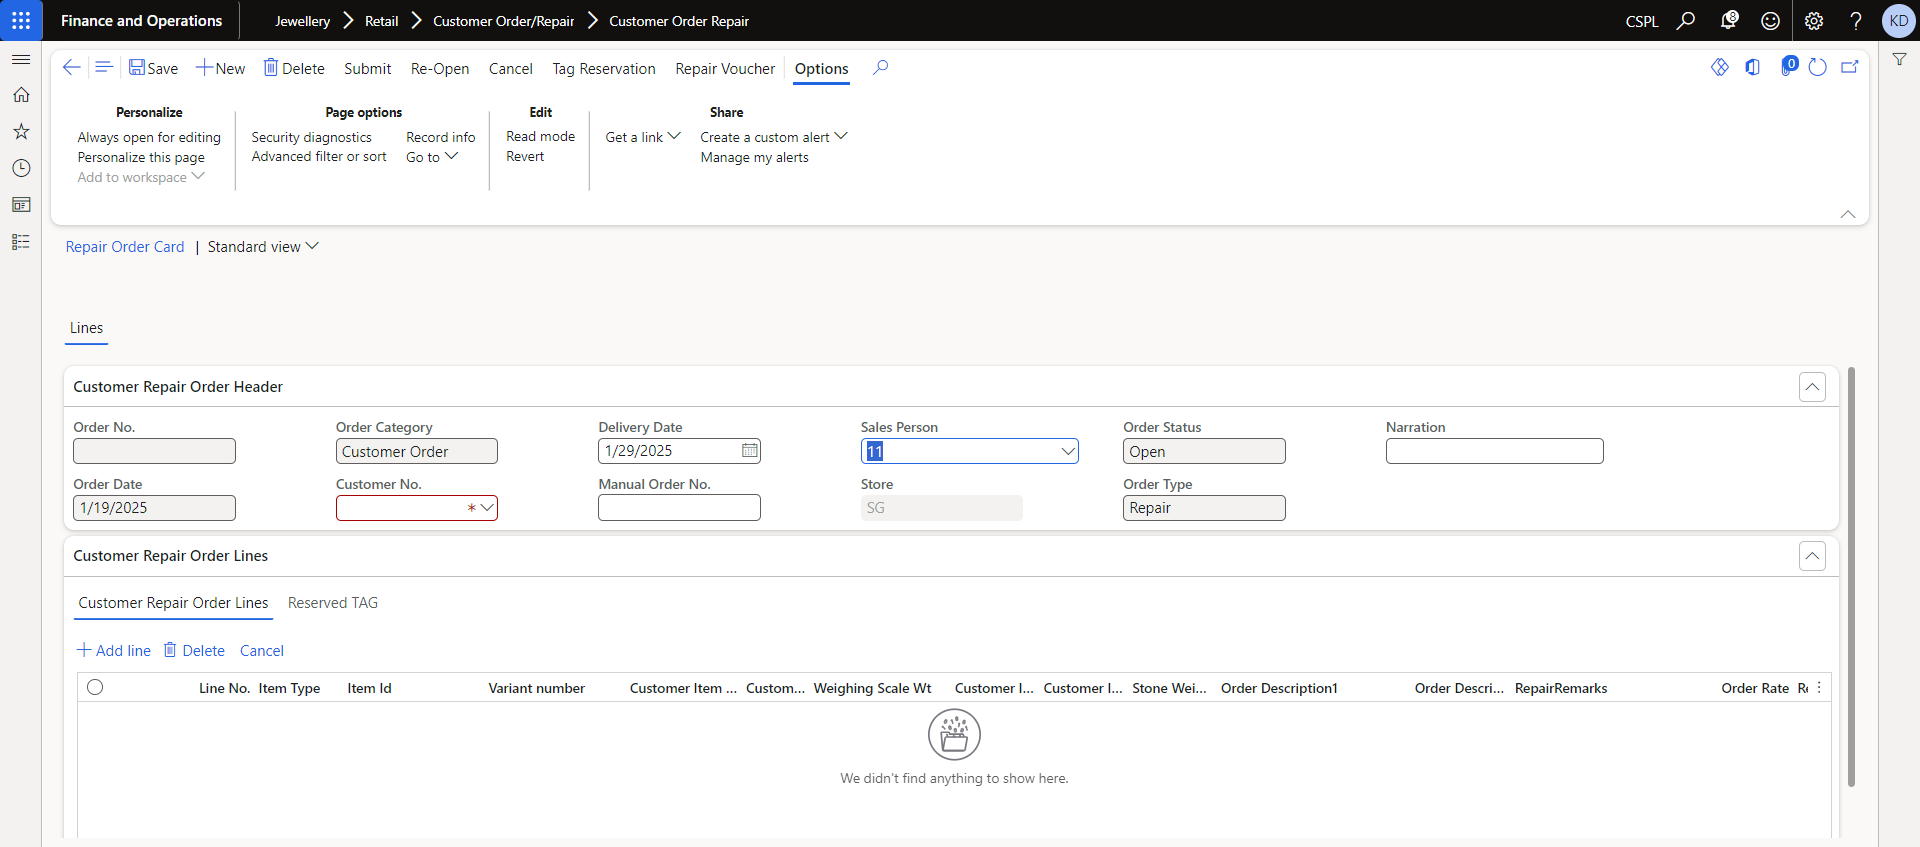 Finance and Operations
Jewellery
Retail
Customer Order/Repair
Customer Order Repair
CSPL
8
KD
Save
New
Delete
Submit
Re-Open
Cancel
Tag Reservation
Repair Voucher
Options
0
Personalize
Always open for editing
Personalize this page
Add to workspace
Page options
Security diagnostics
Advanced filter or sort
Record info
Go to
Edit
Read mode
Revert
Get a link
Share
Create a custom alert
Manage my alerts
Repair Order Card | Standard view
Lines
Customer Repair Order Header
Order No.
Order Category
Customer Order
Delivery Date
1/29/2025
Sales Person
11
Order Status
Open
Narration
Order Date
1/19/2025
Customer No.
*
Manual Order No.
Store
SG
Order Type
Repair
Customer Repair Order Lines
Customer Repair Order Lines
Reserved TAG
Add line
Delete
Cancel
Line No. Item Type Item Id Variant number Customer Item ... Custom... Weighing Scale Wt Customer I... Customer I... Stone Wei... Order Description1 Order Descri... RepairRemarks Order Rate
We didn't find anything to show here.